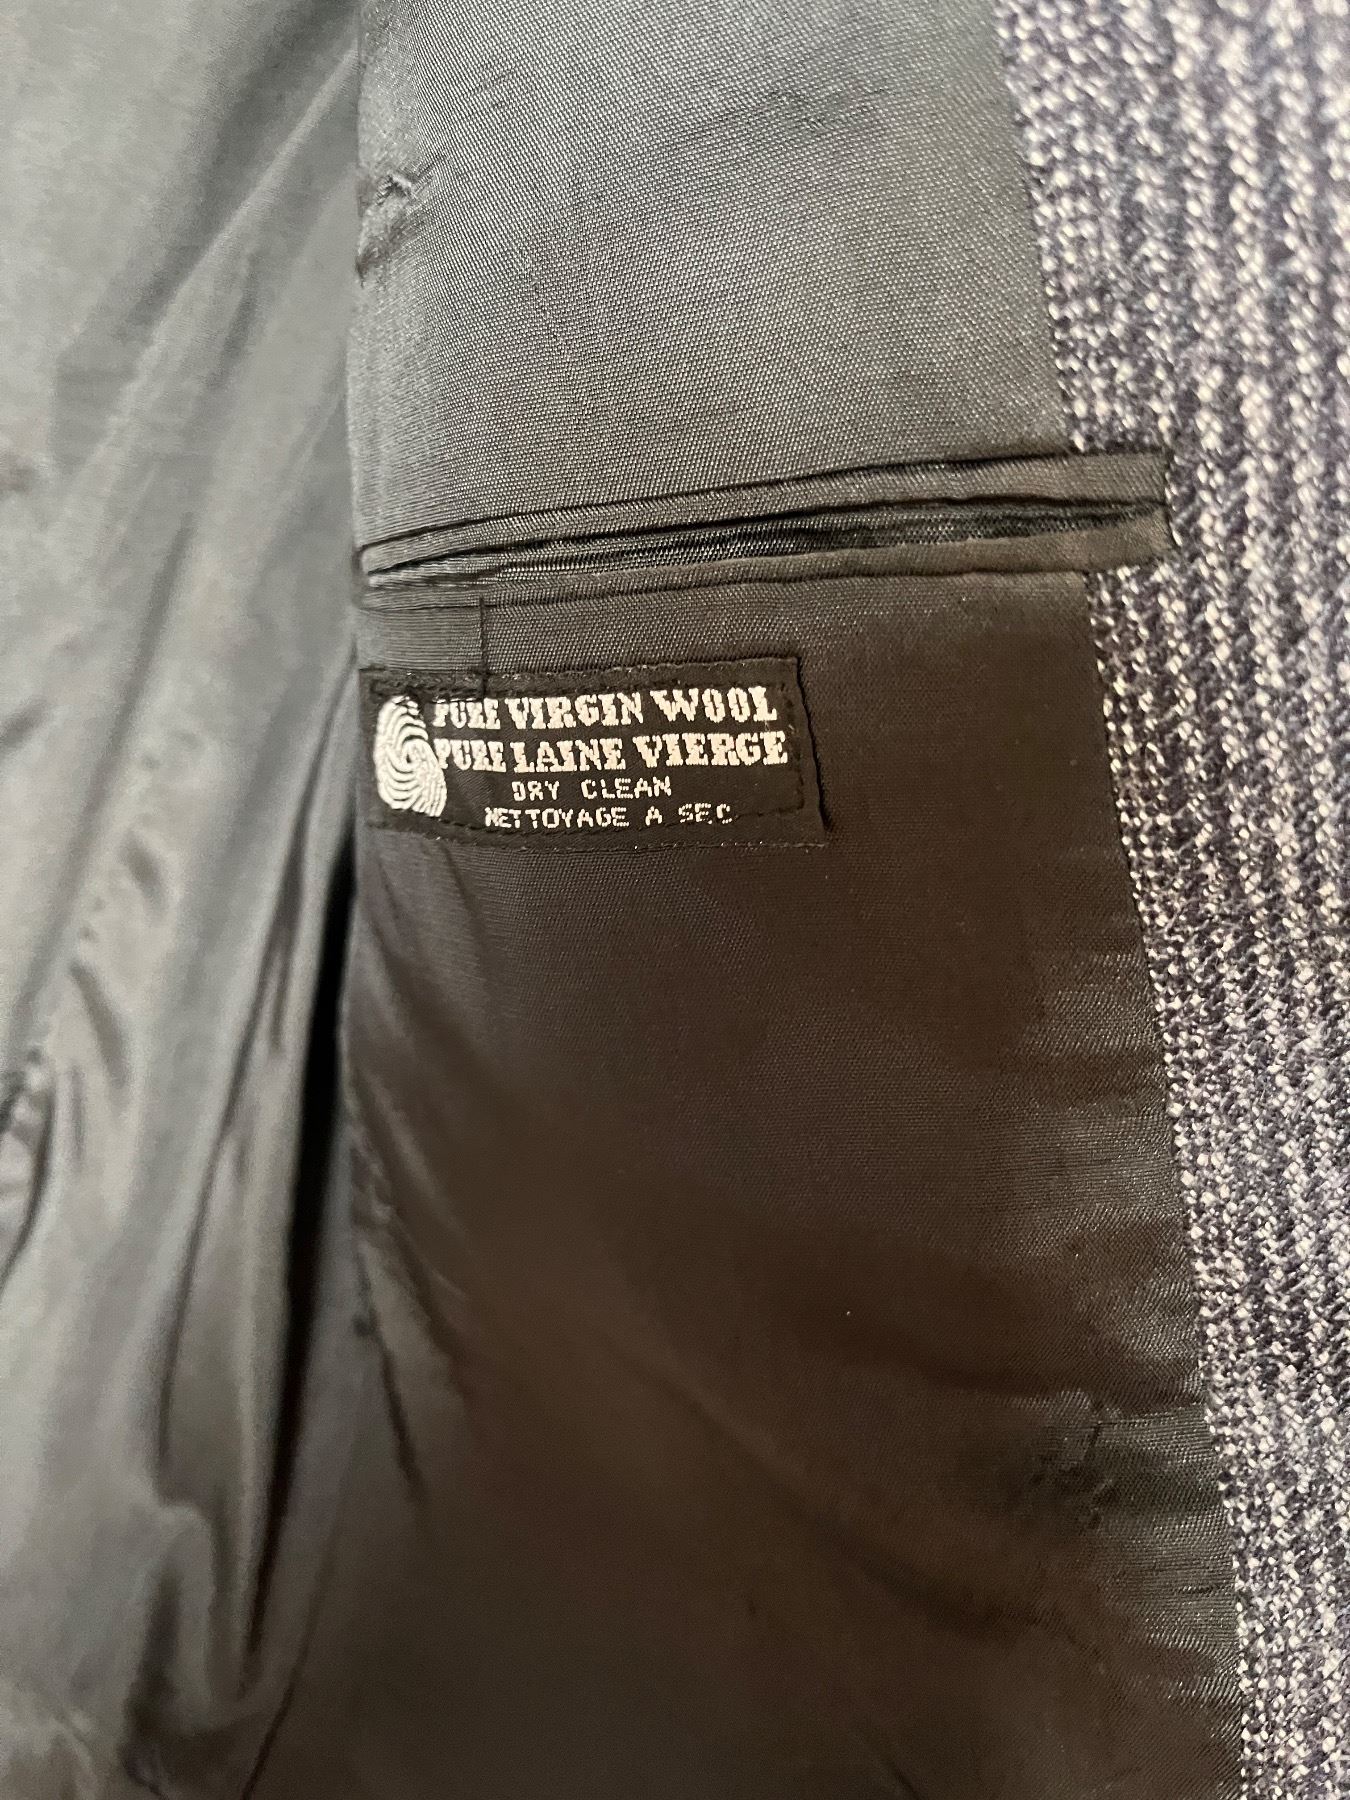 PURE VIRGIN WOOL
PURE LAINE VIERGE
DRY CLEAN
NETTOYAGE A SEC